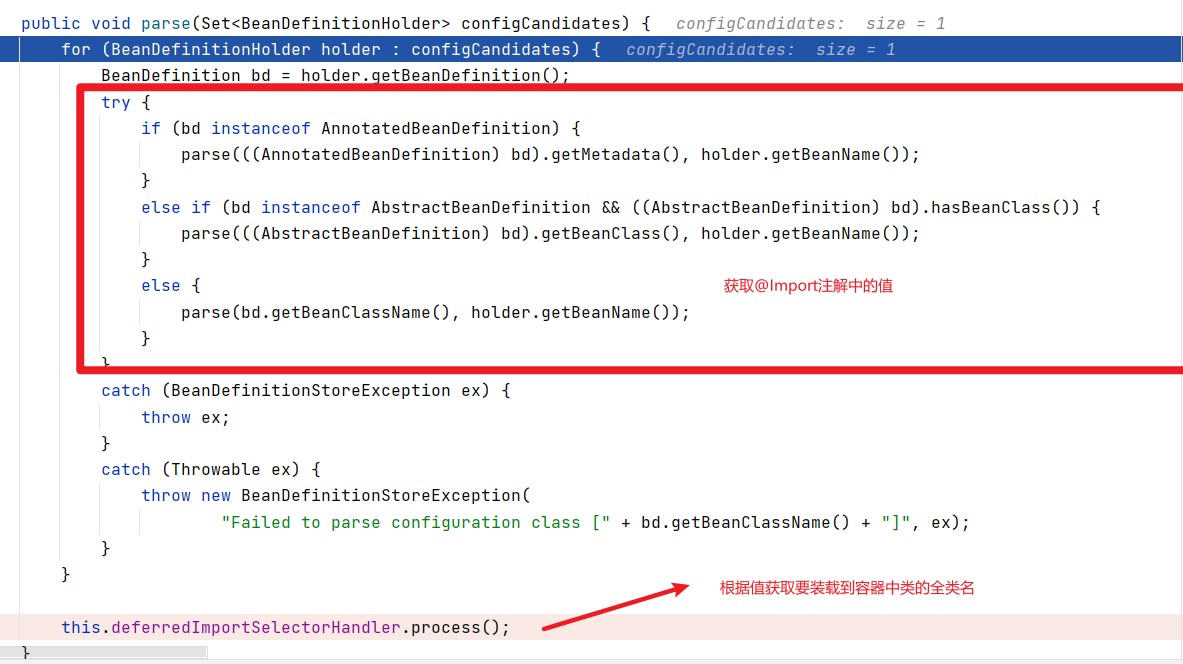 public void parse(Set<BeanDefinitionHolder> configCandidates) {   configCandidates:  size = 1
    for (BeanDefinitionHolder holder : configCandidates) {   configCandidates:  size = 1
        BeanDefinition bd = holder.getBeanDefinition();
        try {
            if (bd instanceof AnnotatedBeanDefinition) {
                parse(((AnnotatedBeanDefinition) bd).getMetadata(), holder.getBeanName());
            }
            else if (bd instanceof AbstractBeanDefinition && ((AbstractBeanDefinition) bd).hasBeanClass()) {
                parse(((AbstractBeanDefinition) bd).getBeanClass(), holder.getBeanName());
            }
            else {
获取@Import注解中的值
                parse(bd.getBeanClassName(), holder.getBeanName());
            }
        }
        catch (BeanDefinitionStoreException ex) {
            throw ex;
        }
        catch (Throwable ex) {
            throw new BeanDefinitionStoreException(
                    "Failed to parse configuration class [" + bd.getBeanClassName() + "]", ex);
        }
    }
根据值获取要装载到容器中类的全类名
    this.deferredImportSelectorHandler.process();
}